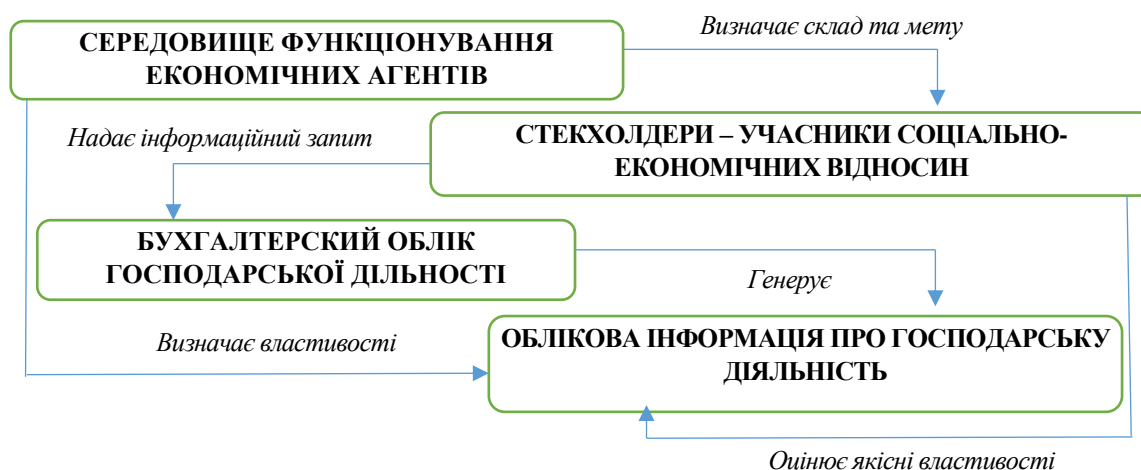 Визначає склад та мету
СЕРЕДОВИЩЕ ФУНКЦІОНУВАННЯ
ЕКОНОМІЧНИХ АГЕНТІВ
Надає інформаційний запит
СТЕКХОЛДЕРИ – УЧАСНИКИ СОЦІАЛЬНО-
ЕКОНОМІЧНИХ ВІДНОСИН
БУХГАЛТЕРСКИЙ ОБЛІК
ГОСПОДАРСЬКОЇ ДІЛЬНОСТІ
Генерує
Визначає властивості
ОБЛІКОВА ІНФОРМАЦІЯ ПРО ГОСПОДАРСЬКУ
ДІЯЛЬНІСТЬ
Оцінює якісні властивості